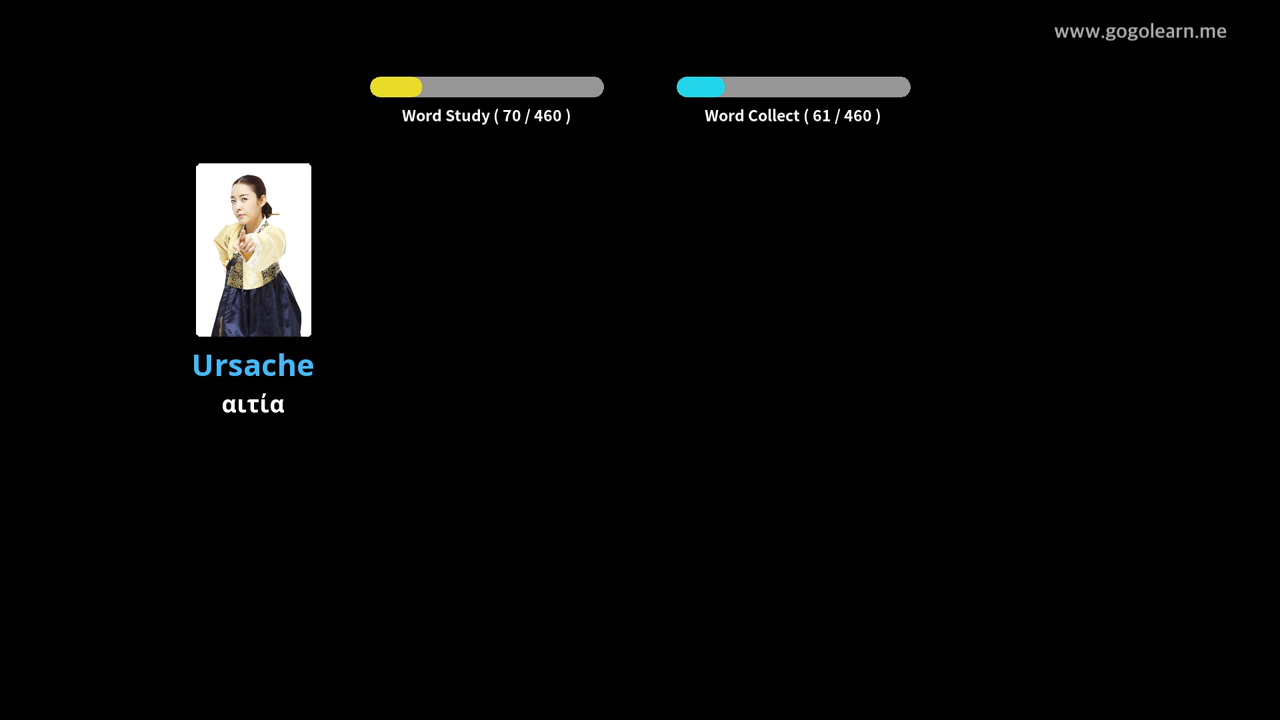 www.gogolearn.me
Word Study ( 70 / 460 )
Word Collect ( 61 / 460 )
Ursache
αιτία